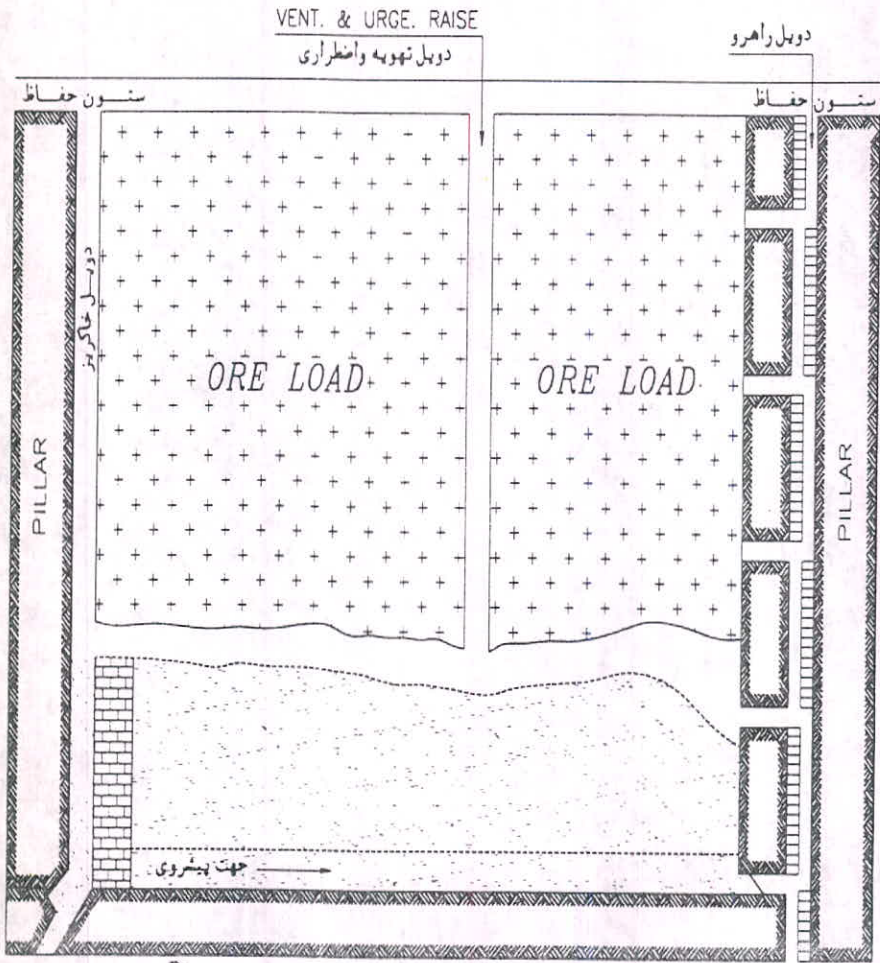 VENT. & URGE. RAISE
دویل تهویه واضطراری
دویل راهرو
ستون حفاظ
ستون حفاظ
دویل خاکریز
ORE LOAD
ORE LOAD
PILLAR
PILLAR
جهت پیشروی